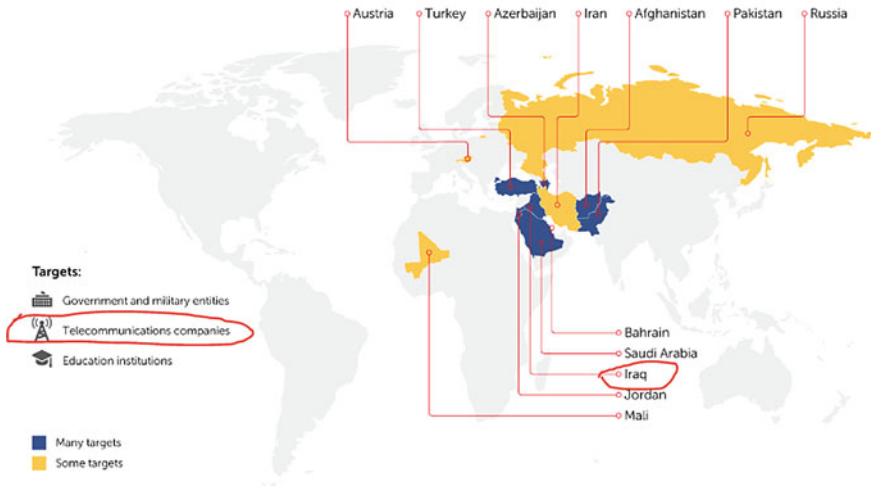 Austria
Turkey
Azerbaijan
Iran
Afghanistan
Pakistan
Russia
Targets:
Government and military entities
Telecommunications companies
Education institutions
Bahrain
Saudi Arabia
Iraq
Jordan
Mali
Many targets
Some targets